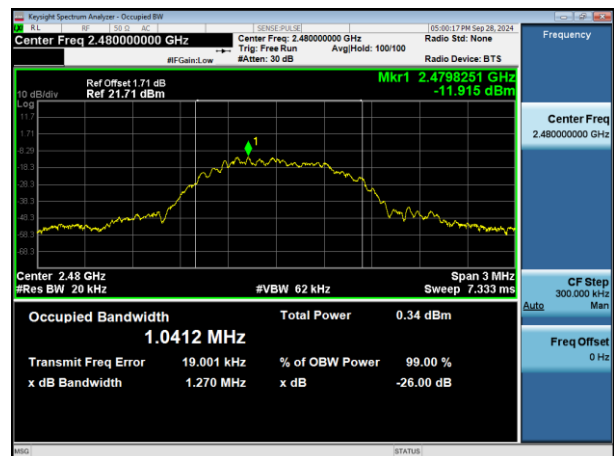 Keysight Spectrum Analyzer - Occupied BW
RL RF 50 Ω AC SENSE:PULSE 05:00:17 PM Sep 28, 2024
Center Freq 2.480000000 GHz Center Freq: 2.480000000 GHz Radio Std: None Frequency
Trig: Free Run Avg|Hold: 100/100
#IFGain:Low #Atten: 30 dB Radio Device: BTS
Ref Offset 1.71 dB Mkr1 2.4798251 GHz
10 dB/div Ref 21.71 dBm -11.915 dBm
Log
11.7
1.71
-8.29
-18.3
-28.3
-38.3
-48.3
-58.3
-68.3
1
Center Freq
2.480000000 GHz
Center 2.48 GHz Span 3 MHz
#Res BW 20 kHz #VBW 62 kHz Sweep 7.333 ms
CF Step
300.000 kHz
Auto Man
Occupied Bandwidth Total Power 0.34 dBm
1.0412 MHz
Transmit Freq Error 19.001 kHz % of OBW Power 99.00 %
x dB Bandwidth 1.270 MHz x dB -26.00 dB
Freq Offset
0 Hz
MSG STATUS